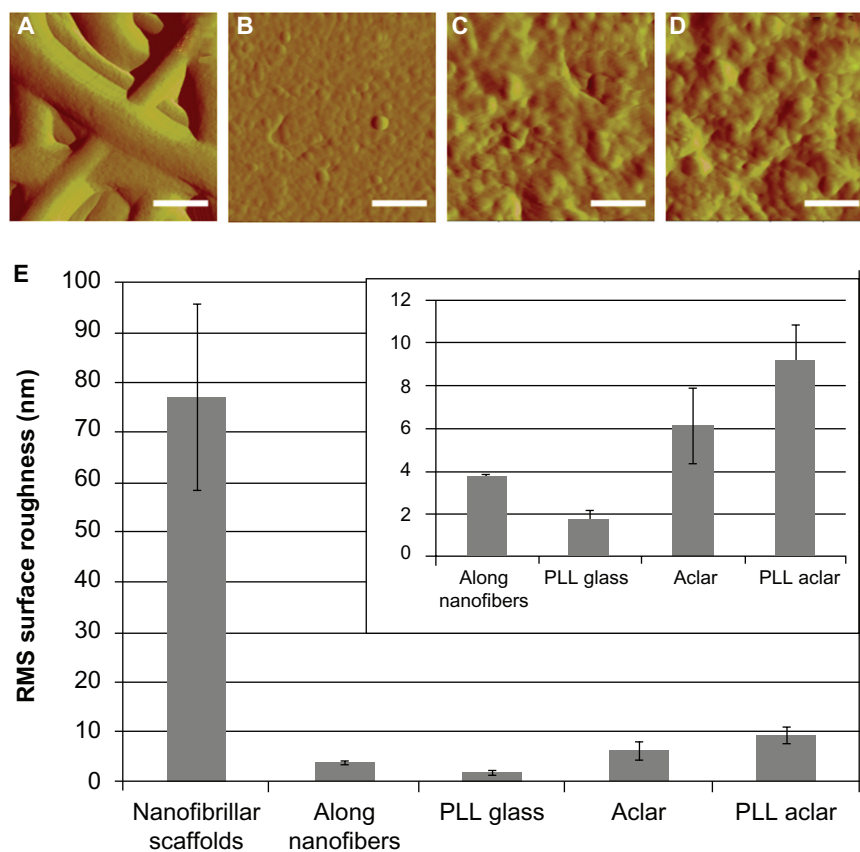 A
B
C
D
E
RMS surface roughness (nm)
100
90
80
70
60
50
40
30
20
10
0
12
10
8
6
4
2
0
Along
nanofibers
PLL glass
Aclar
PLL aclar
Nanofibrillar
scaffolds
Along
nanofibers
PLL glass
Aclar
PLL aclar